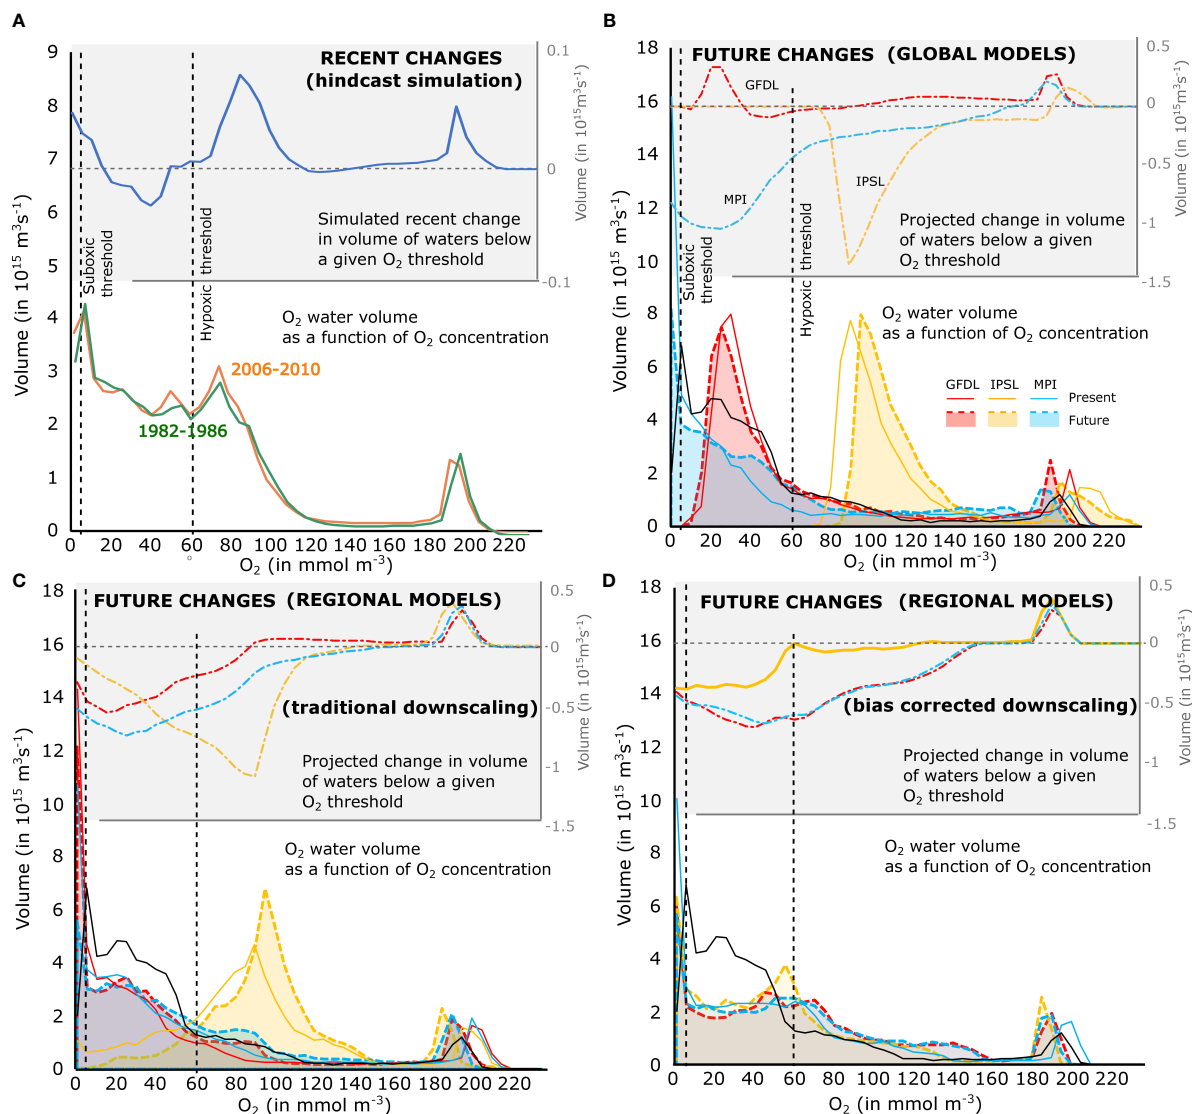 A
RECENT CHANGES
(hindcast simulation)
9
8
7
6
5
4
3
2
1
0
Volume (in 10¹⁵ m³s⁻¹)
0.1
0
-0.1
Volume (in 10¹⁵m³s⁻¹)
Simulated recent change
in volume of waters below
a given O₂ threshold
Suboxic
threshold
Hypoxic threshold
O₂ water volume
as a function of O₂ concentration
2006-2010
1982-1986
0 20 40 60 80 100 120 140 160 180 200 220
O₂ (in mmol m⁻³)
B
FUTURE CHANGES (GLOBAL MODELS)
18
16
14
12
10
8
6
4
2
0
Volume (in 10¹⁵ m³s⁻¹)
0.5
0
-0.5
-1
-1.5
Volume (in 10¹⁵m³s⁻¹)
GFDL
MPI
IPSL
Projected change in volume
of waters below a given
O₂ threshold
Suboxic
threshold
Hypoxic threshold
O₂ water volume
as a function of O₂ concentration
GFDL IPSL MPI
Present
Future
0 20 40 60 80 100 120 140 160 180 200 220
O₂ (in mmol m⁻³)
C
FUTURE CHANGES (REGIONAL MODELS)
18
16
14
12
10
8
6
4
2
0
Volume (in 10¹⁵ m³s⁻¹)
0.5
0
-0.5
-1
-1.5
Volume (in 10¹⁵m³s⁻¹)
(traditional downscaling)
Projected change in volume
of waters below a given
O₂ threshold
O₂ water volume
as a function of O₂ concentration
0 20 40 60 80 100 120 140 160 180 200 220
O₂ (in mmol m⁻³)
D
FUTURE CHANGES (REGIONAL MODELS)
18
16
14
12
10
8
6
4
2
0
Volume (in 10¹⁵ m³s⁻¹)
0.5
0
-0.5
-1
-1.5
Volume (in 10¹⁵m³s⁻¹)
(bias corrected downscaling)
Projected change in volume
of waters below a given
O₂ threshold
O₂ water volume
as a function of O₂ concentration
0 20 40 60 80 100 120 140 160 180 200 220
O₂ (in mmol m⁻³)